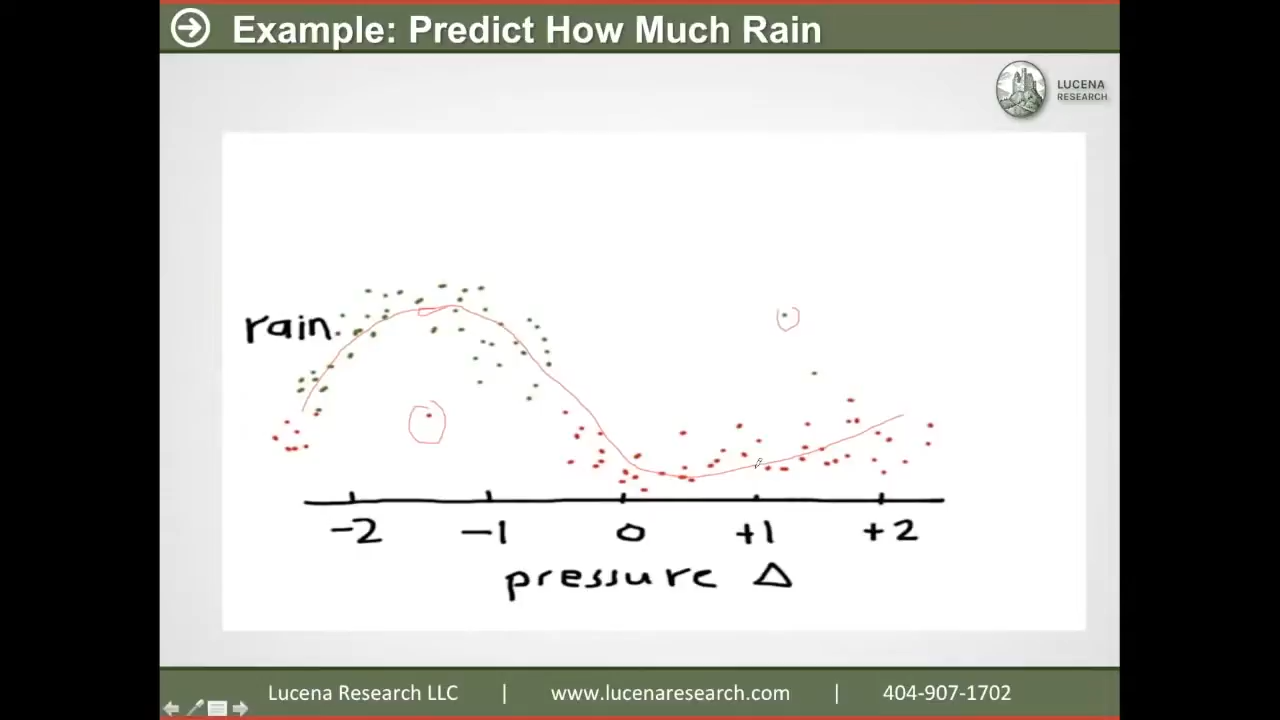 Example: Predict How Much Rain
LUCENA
RESEARCH
rain
-2 -1 0 +1 +2
pressure Δ
Lucena Research LLC | www.lucenaresearch.com | 404-907-1702